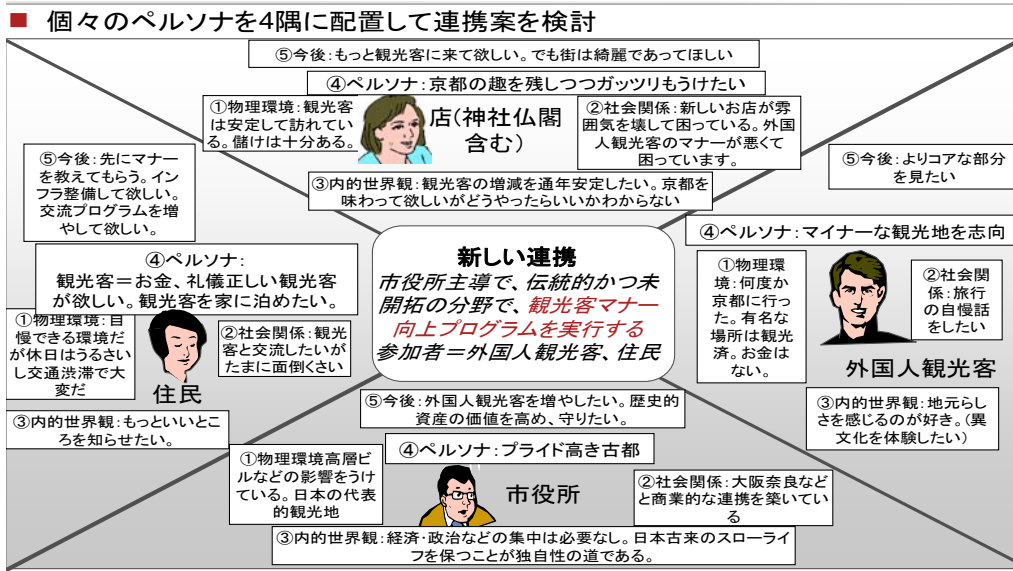 ■ 個々のペルソナを4隅に配置して連携案を検討
⑤今後：もっと観光客に来て欲しい。でも街は綺麗であってほしい
④ペルソナ：京都の趣を残しつつガッツリもうけたい
①物理環境：観光客
は安定して訪れてい
る。儲けは十分ある。
店(神社仏閣
含む）
②社会関係：新しいお店が雰
囲気を壊して困っている。外国
人観光客のマナーが悪くて
困っています。
③内的世界観：観光客の増減を通年安定したい。京都を
味わって欲しいがどうやったらいいかわからない
⑤今後：先にマナー
を教えてもらう。イン
フラ整備して欲しい。
交流プログラムを増
やして欲しい。
④ペルソナ：
観光客＝お金、礼儀正しい観光客
が欲しい。観光客を家に泊めたい。
①物理環境：自
慢できる環境だ
が休日はうるさい
し交通渋滞で大
変だ
住民
②社会関係：観光
客と交流したいが
たまに面倒くさい
③内的世界観：もっといいとこ
ろを知らせたい。
新しい連携
市役所主導で、伝統的かつ未
開拓の分野で、観光客マナー
向上プログラムを実行する
参加者＝外国人観光客、住民
⑤今後：よりコアな部分
を見たい
④ペルソナ：マイナーな観光地を志向
①物理環
境：何度か
京都に行っ
た。有名な
場所は観光
済。お金は
ない。
②社会関
係：旅行
の自慢話
をしたい
外国人観光客
③内的世界観：地元らし
さを感じるのが好き。（異
文化を体験したい）
⑤今後：外国人観光客を増やしたい。歴史的
資産の価値を高め、守りたい。
④ペルソナ：プライド高き古都
①物理環境高層ビ
ルなどの影響をうけ
ている。日本の代表
的観光地
市役所
②社会関係：大阪奈良など
と商業的な連携を築いてい
る
③内的世界観：経済・政治などの集中は必要なし。日本古来のスローライ
フを保つことが独自性の道である。